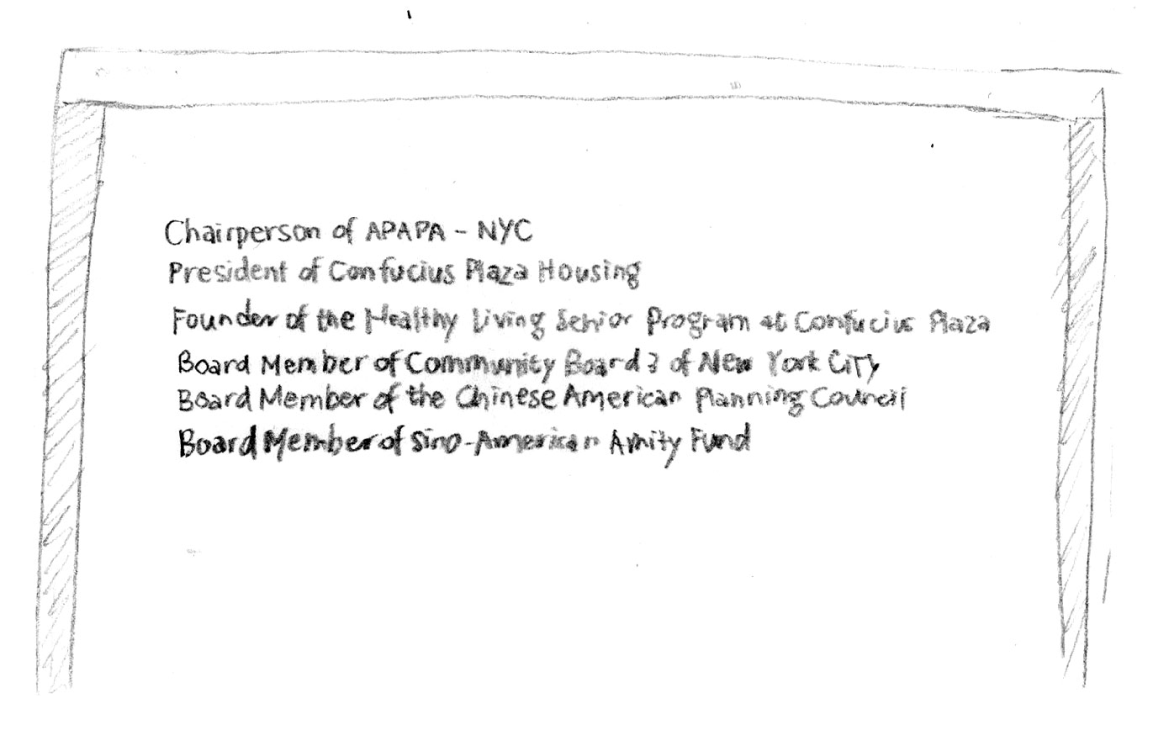 Chairperson of APAPA - NYC
President of Confucius Plaza Housing
Founder of the Healthy Living Senior Program at Confucius Plaza
Board Member of Community Board 3 of New York City
Board Member of the Chinese American Planning Council
Board Member of Sino-American Amity Fund